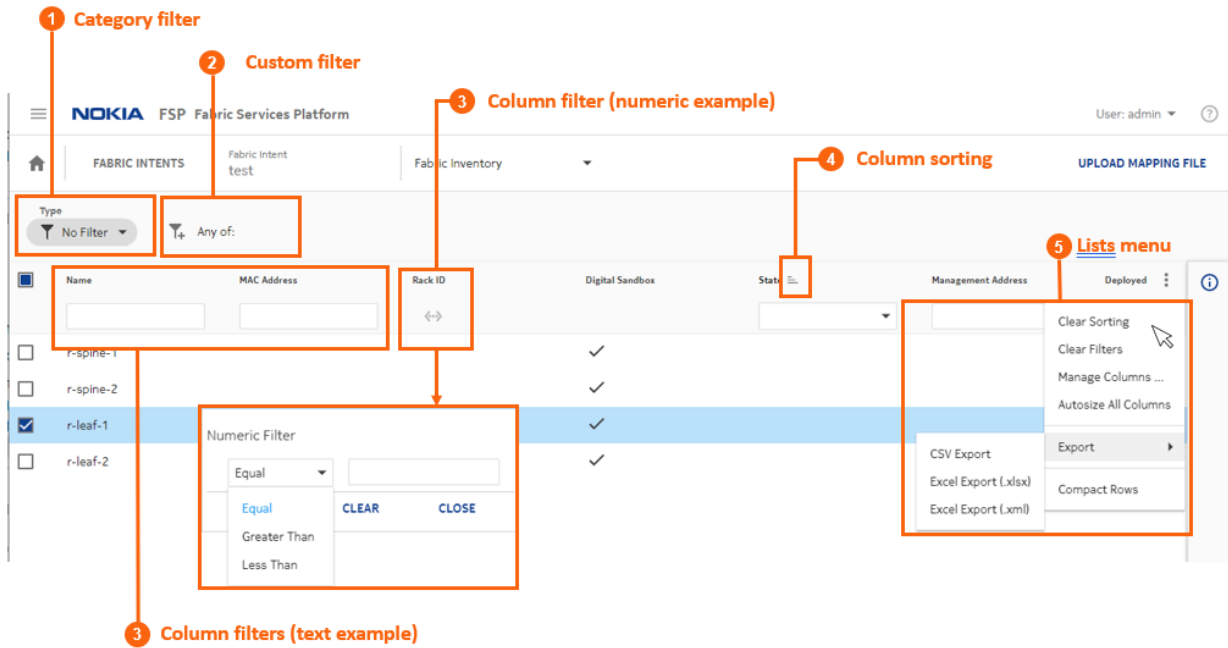 1 Category filter
2 Custom filter
3 Column filter (numeric example)
NOKIA FSP Fabric Services Platform
User: admin
?
FABRIC INTENTS
Fabric Intent
test
Fabric Inventory
4 Column sorting
UPLOAD MAPPING FILE
Type
No Filter
Any of:
5 Lists menu
Name
MAC Address
Rack ID
Digital Sandbox
State
Management Address
Deployed
Clear Sorting
Clear Filters
Manage Columns ...
Autosize All Columns
Export
Compact Rows
CSV Export
Excel Export (.xlsx)
Excel Export (.xml)
r-spine-1
r-spine-2
r-leaf-1
r-leaf-2
Numeric Filter
Equal
Equal
Greater Than
Less Than
CLEAR
CLOSE
3 Column filters (text example)